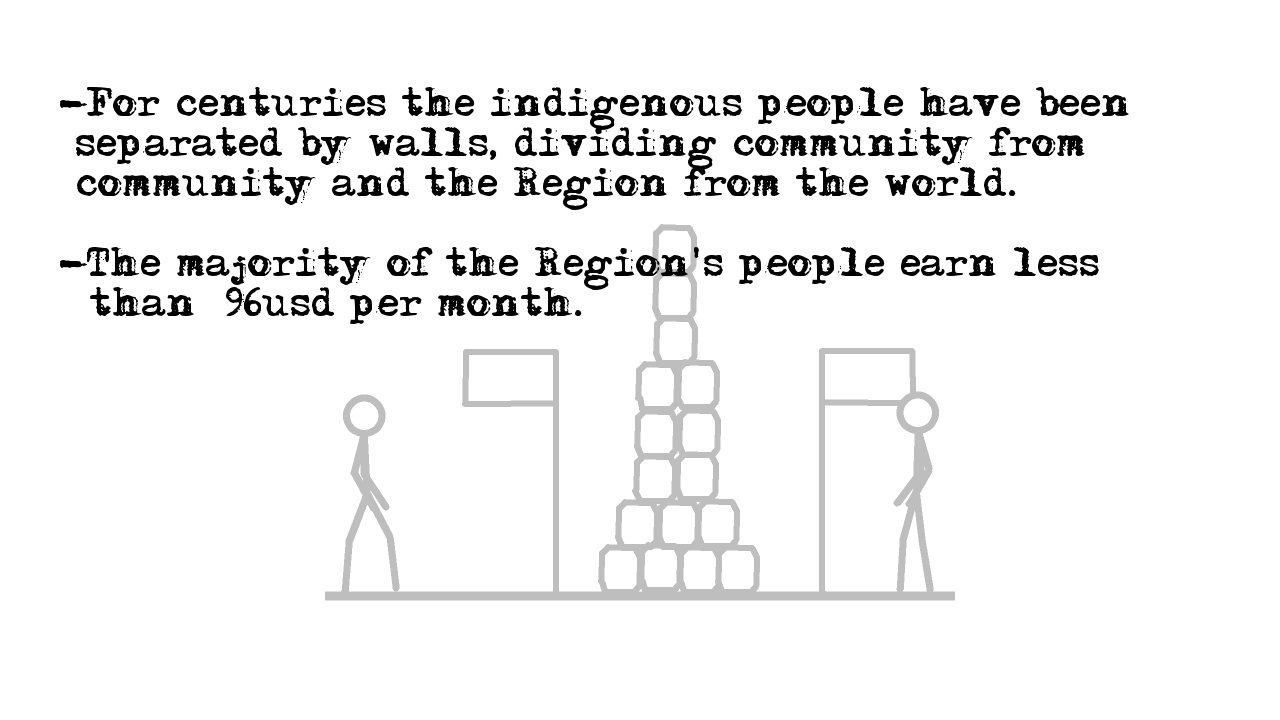 -For centuries the indigenous people have been
separated by walls, dividing community from
community and the Region from the world.
-The majority of the Region's people earn less
than 96usd per month.